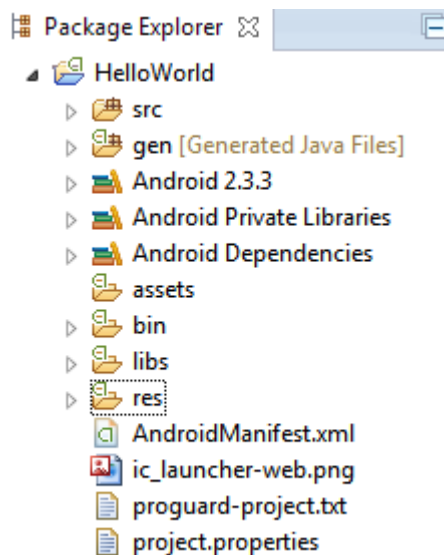 Package Explorer
HelloWorld
src
gen [Generated Java Files]
Android 2.3.3
Android Private Libraries
Android Dependencies
assets
bin
libs
res
AndroidManifest.xml
ic_launcher-web.png
proguard-project.txt
project.properties